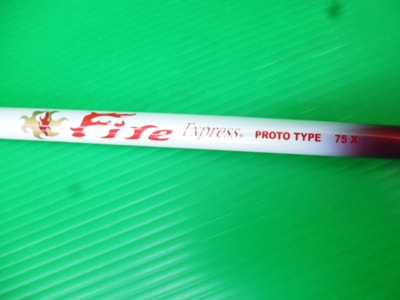 Fire Express® PROTO TYPE 75 X